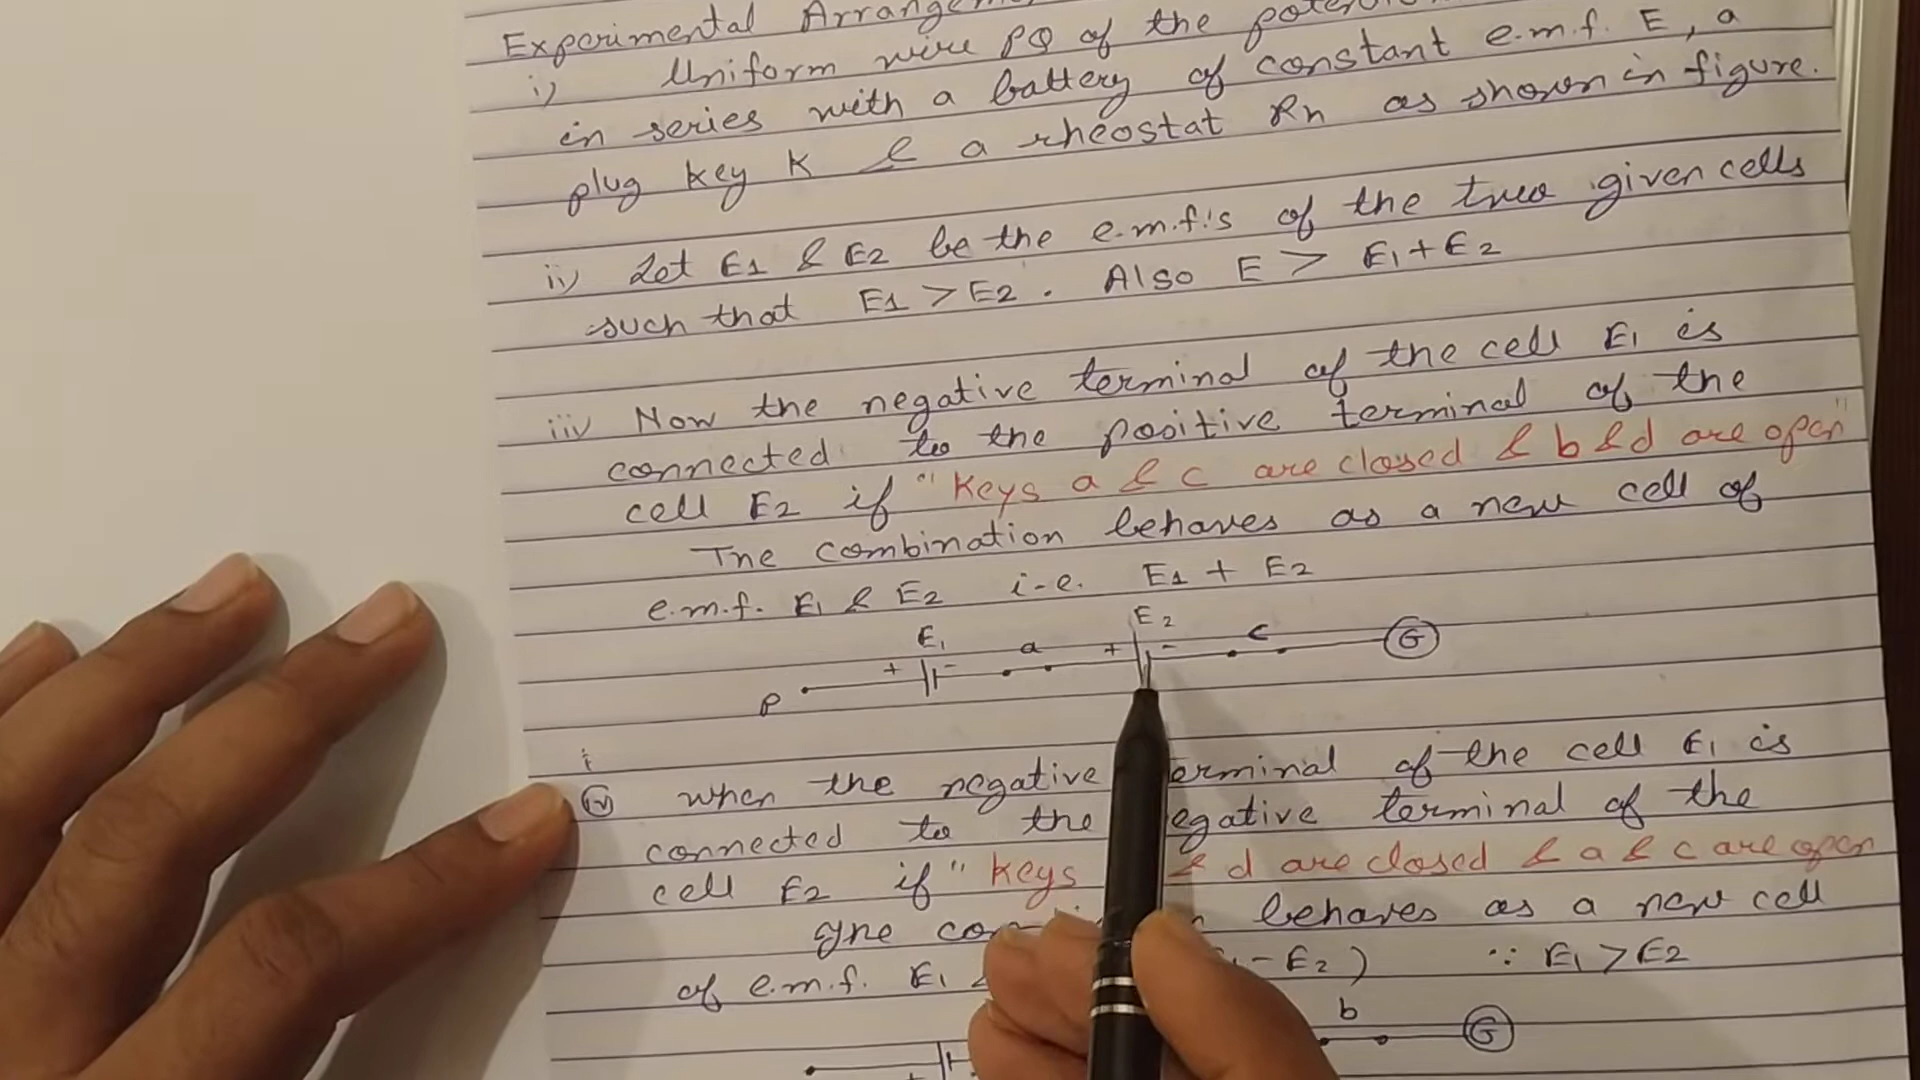 Experimental
i) Uniform wire PQ of the
in series with a battery of constant e.m.f. E, a
plug key K & a rheostat Rh as shown in figure.
ii) Let E1 & E2 be the e.m.f.'s of the two given cells
such that E1 > E2. Also E > E1 + E2
iii) Now the negative terminal of the cell E1 is
connected to the positive terminal of the
cell E2 if "Keys a & c are closed & b & d are open"
The combination behaves as a new cell of
e.m.f. E1 & E2 i-e. E1 + E2
E1 a E2 c
P + - + - G
iv) when the negative terminal of the cell E1 is
connected to the negative terminal of the
cell E2 if "Keys & d are closed & a & c are open
The behaves as a new cell
of e.m.f. E1 - E2) ∵ E1 > E2
b
G
+